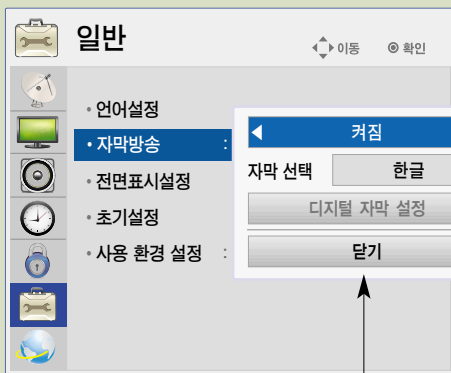 일반
이동 확인
언어설정
자막방송 :
전면표시설정
초기설정
사용 환경 설정 :
켜짐
자막 선택 한글
디지털 자막 설정
닫기